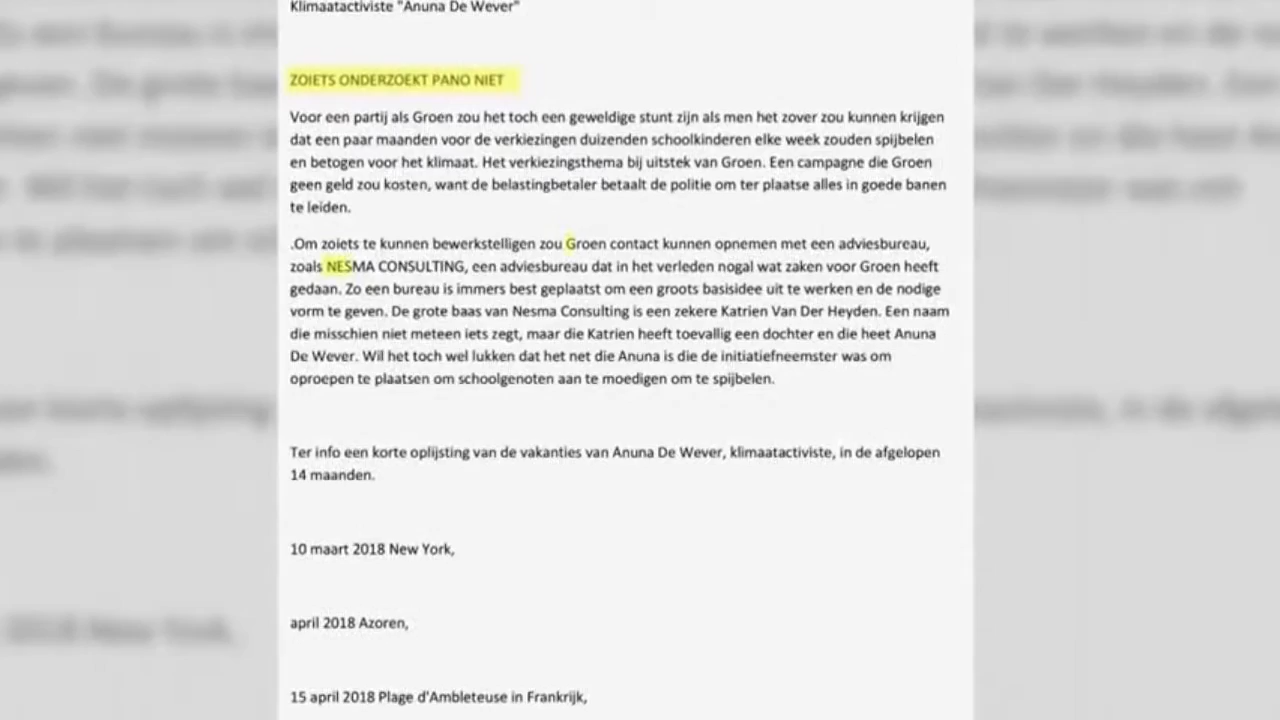 Klimaatactiviste "Anuna De Wever"
ZOIETS ONDERZOEKT PANO NIET
Voor een partij als Groen zou het toch een geweldige stunt zijn als men het zover zou kunnen krijgen
dat een paar maanden voor de verkiezingen duizenden schoolkinderen elke week zouden spijbelen
en betogen voor het klimaat. Het verkiezingsthema bij uitstek van Groen. Een campagne die Groen
geen geld zou kosten, want de belastingbetaler betaalt de politie om ter plaatse alles in goede banen
te leiden.
.Om zoiets te kunnen bewerkstelligen zou Groen contact kunnen opnemen met een adviesbureau,
zoals NESMA CONSULTING, een adviesbureau dat in het verleden nogal wat zaken voor Groen heeft
gedaan. Zo een bureau is immers best geplaatst om een groots basisidee uit te werken en de nodige
vorm te geven. De grote baas van Nesma Consulting is een zekere Katrien Van Der Heyden. Een naam
die misschien niet meteen iets zegt, maar die Katrien heeft toevallig een dochter en die heet Anuna
De Wever. Wil het toch wel lukken dat het net die Anuna is die de initiatiefneemster was om
oproepen te plaatsen om schoolgenoten aan te moedigen om te spijbelen.
Ter info een korte oplijsting van de vakanties van Anuna De Wever, klimaatactiviste, in de afgelopen
14 maanden.
10 maart 2018 New York,
april 2018 Azoren,
15 april 2018 Plage d'Ambleteuse in Frankrijk,